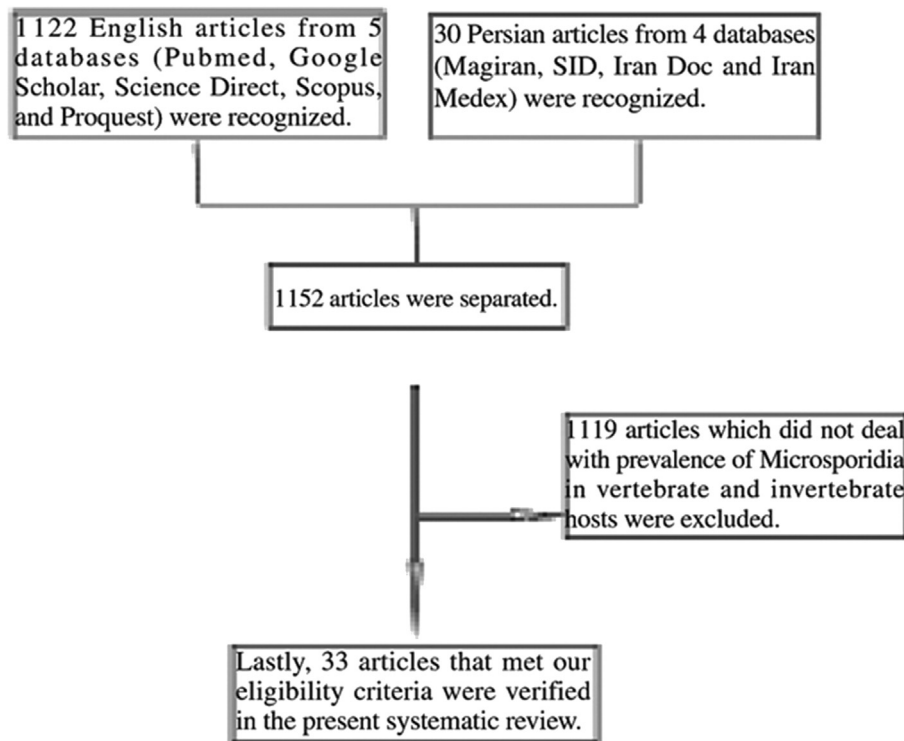 1122 English articles from 5
databases (Pubmed, Google
Scholar, Science Direct, Scopus,
and Proquest) were recognized.
30 Persian articles from 4 databases
(Magiran, SID, Iran Doc and Iran
Medex) were recognized.
1152 articles were separated.
1119 articles which did not deal
with prevalence of Microsporidia
in vertebrate and invertebrate
hosts were excluded.
Lastly, 33 articles that met our
eligibility criteria were verified
in the present systematic review.